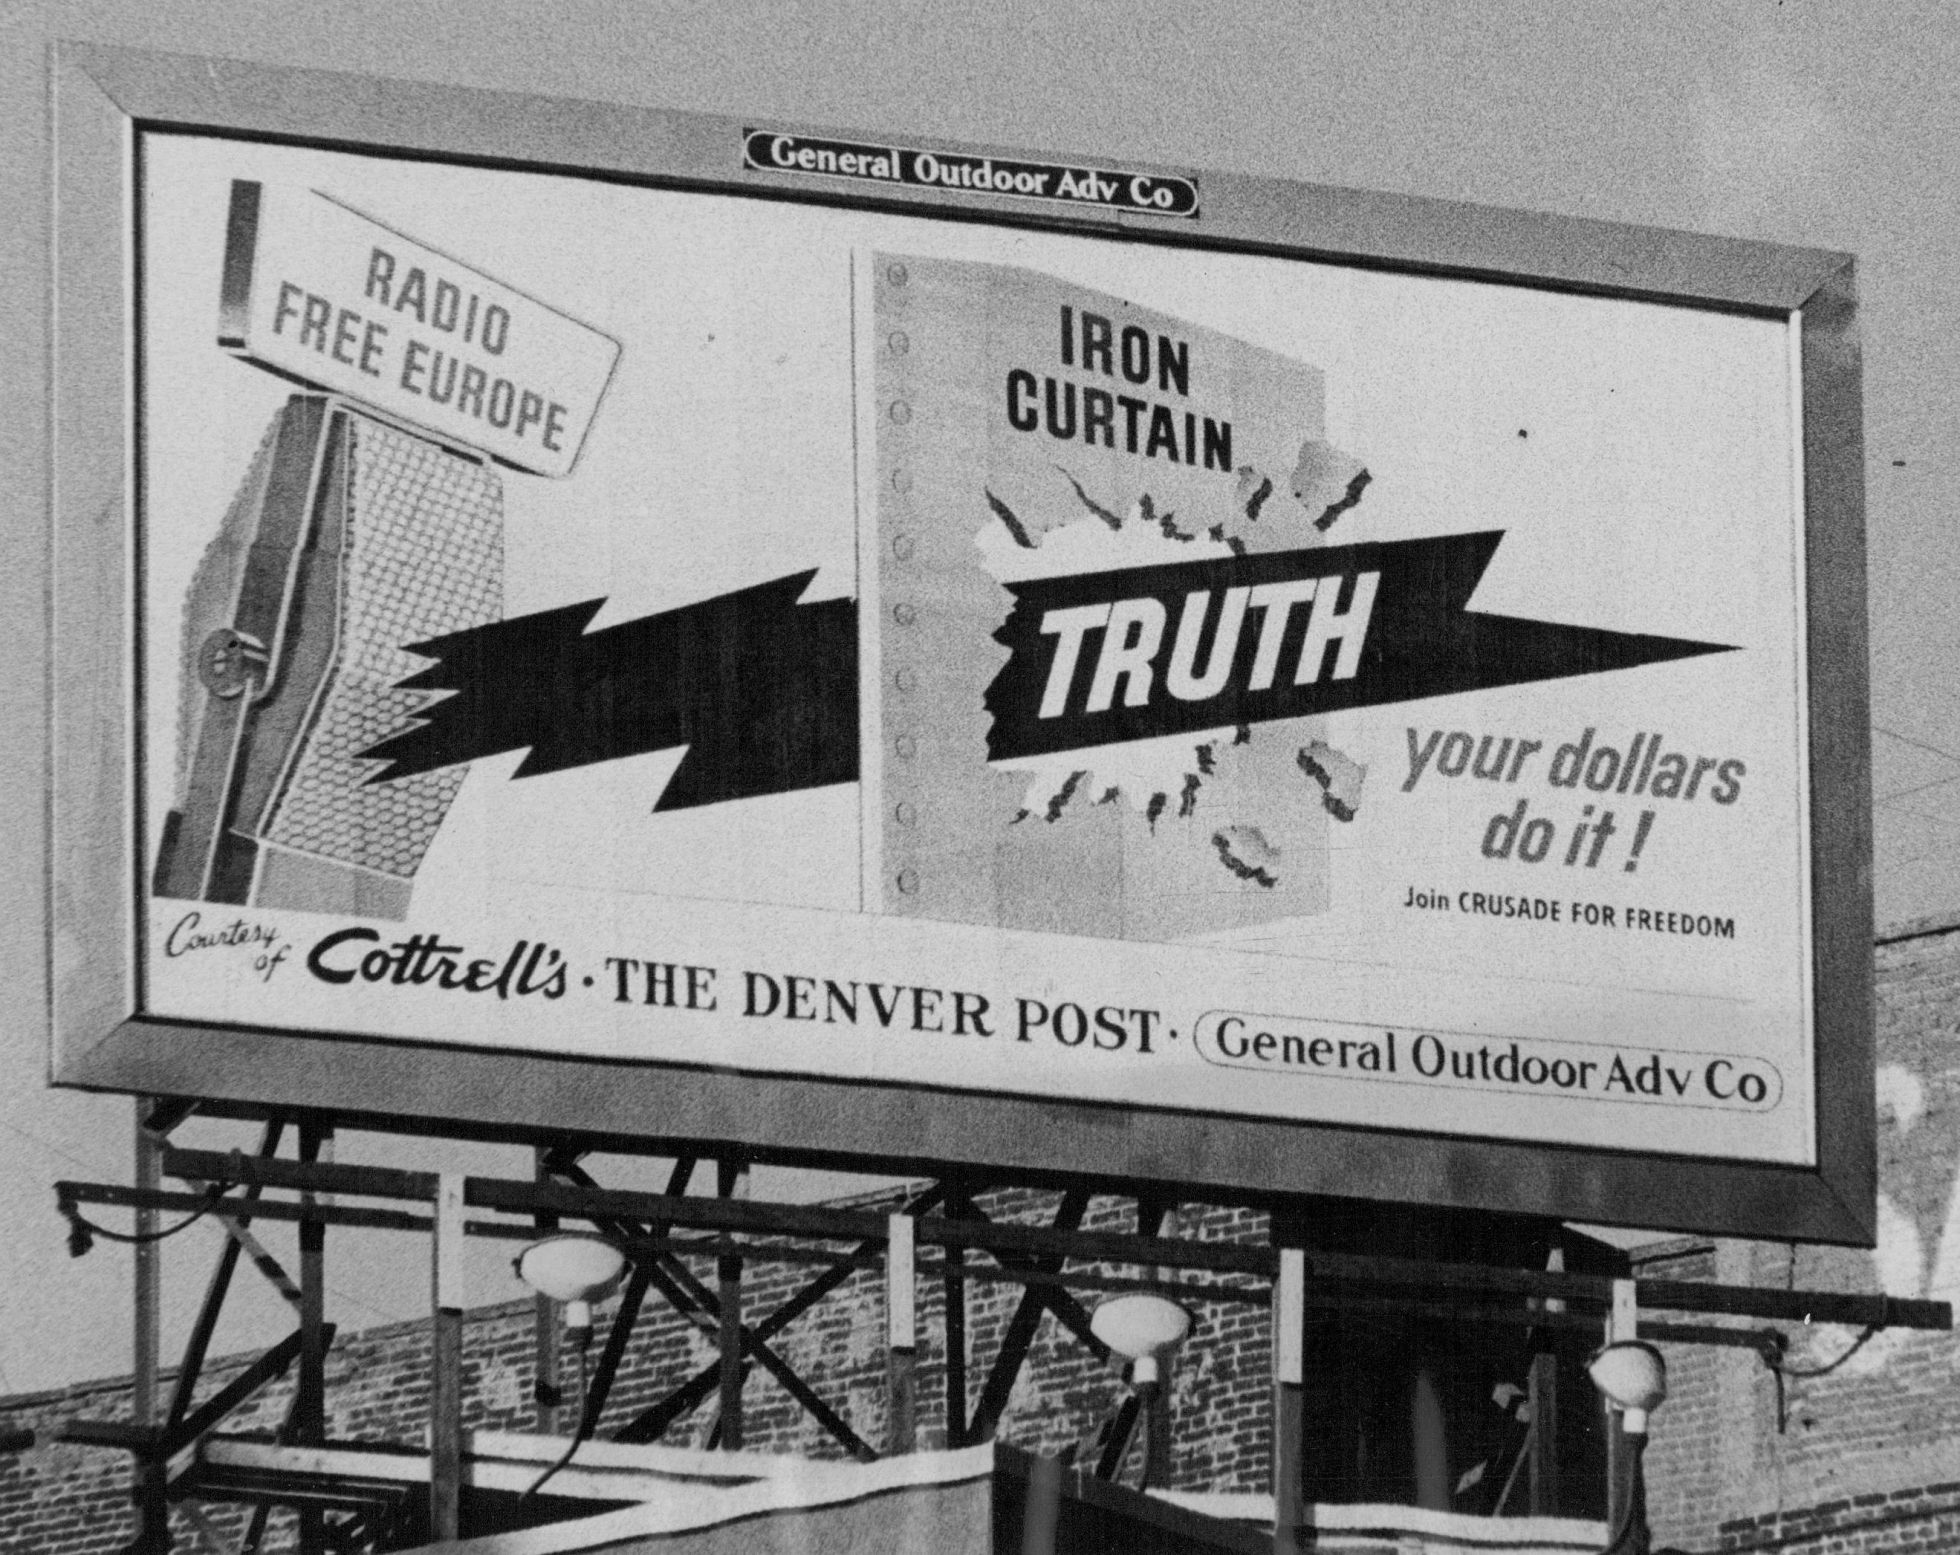 General Outdoor Adv Co
RADIO
FREE EUROPE
IRON
CURTAIN
TRUTH
your dollars
do it!
Join CRUSADE FOR FREEDOM
Courtesy
of Cottrell's · THE DENVER POST · General Outdoor Adv Co